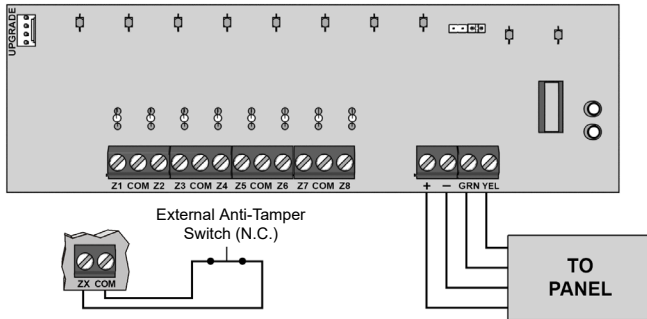 UPGRADE
Z1 COM Z2 Z3 COM Z4 Z5 COM Z6 Z7 COM Z8
+ – GRN YEL
External Anti-Tamper
Switch (N.C.)
ZX COM
TO
PANEL